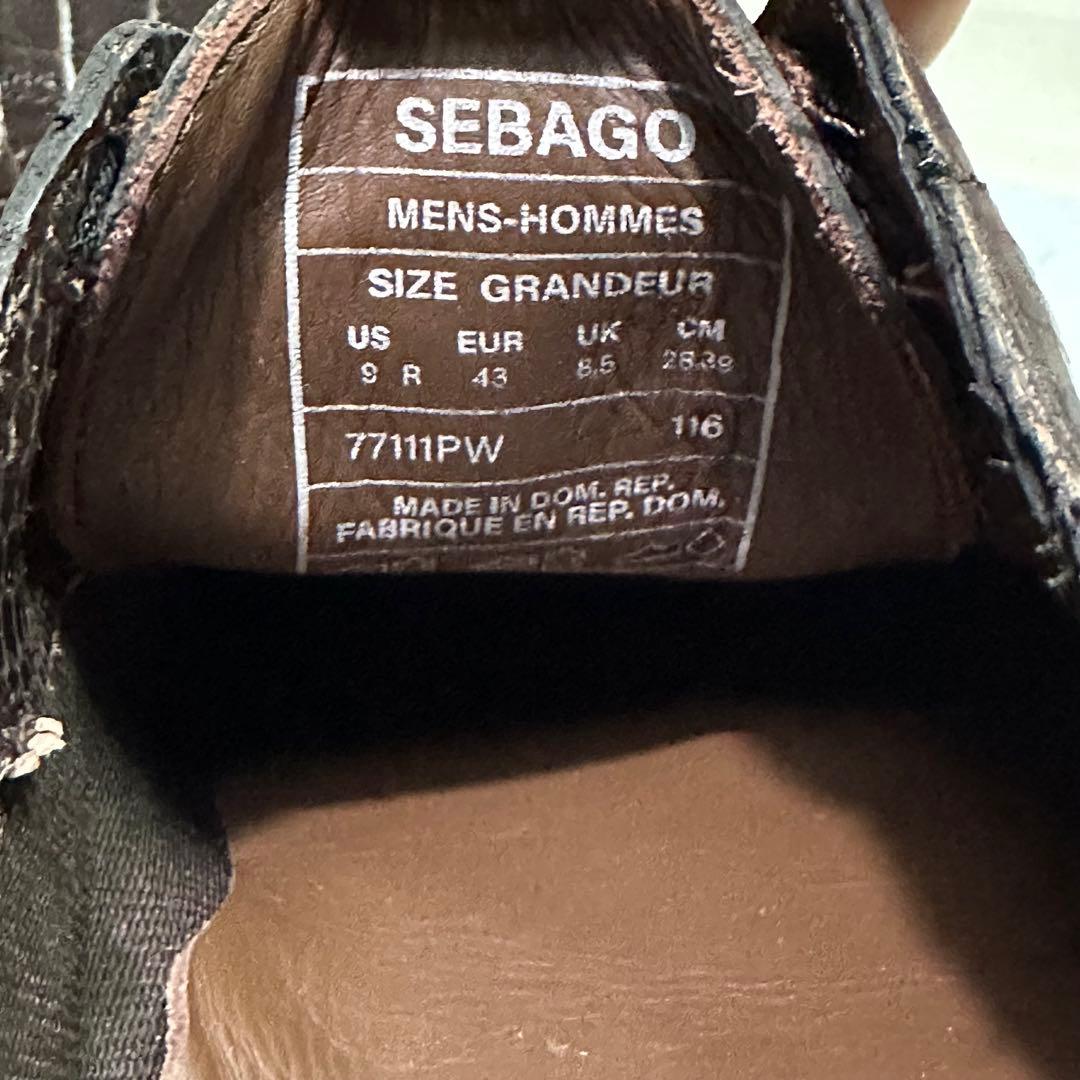 SEBAGO
MENS-HOMMES
SIZE GRANDEUR
US EUR UK CM
9 R 43 8.5
77111PW 116
MADE IN DOM. REP.
FABRIQUE EN REP. DOM.